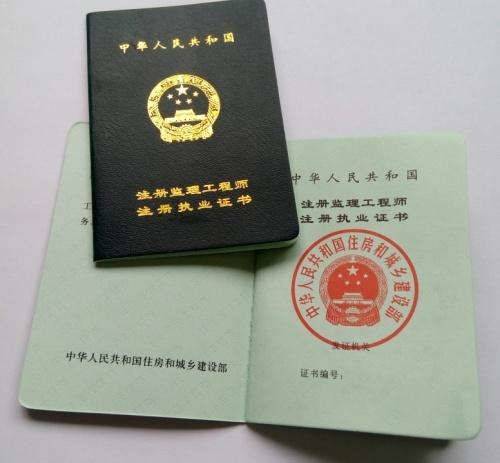 中华人民共和国
注册监理工程师
注册执业证书
工
务
中华人民共和国住房和城乡建设部
中华人民共和国
注册监理工程师
注册执业证书
中华人民共和国住房和城乡建设部
发证机关
证书编号：